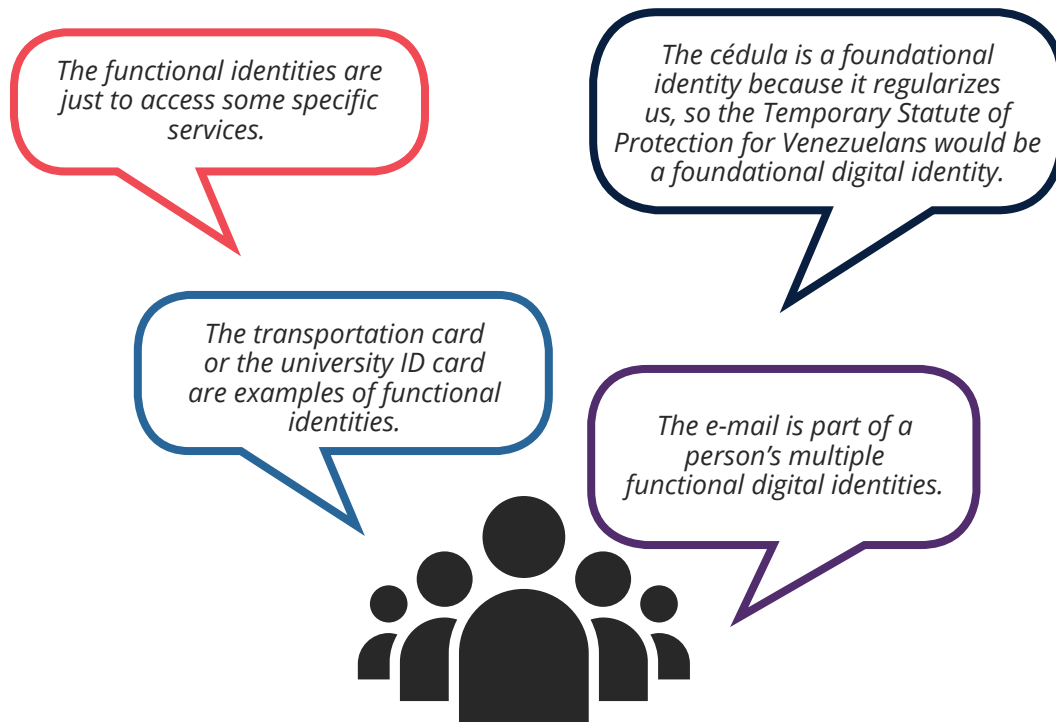 The functional identities are
just to access some specific
services.
The cédula is a foundational
identity because it regularizes
us, so the Temporary Statute of
Protection for Venezuelans would be
a foundational digital identity.
The transportation card
or the university ID card
are examples of functional
identities.
The e-mail is part of a
person’s multiple
functional digital identities.